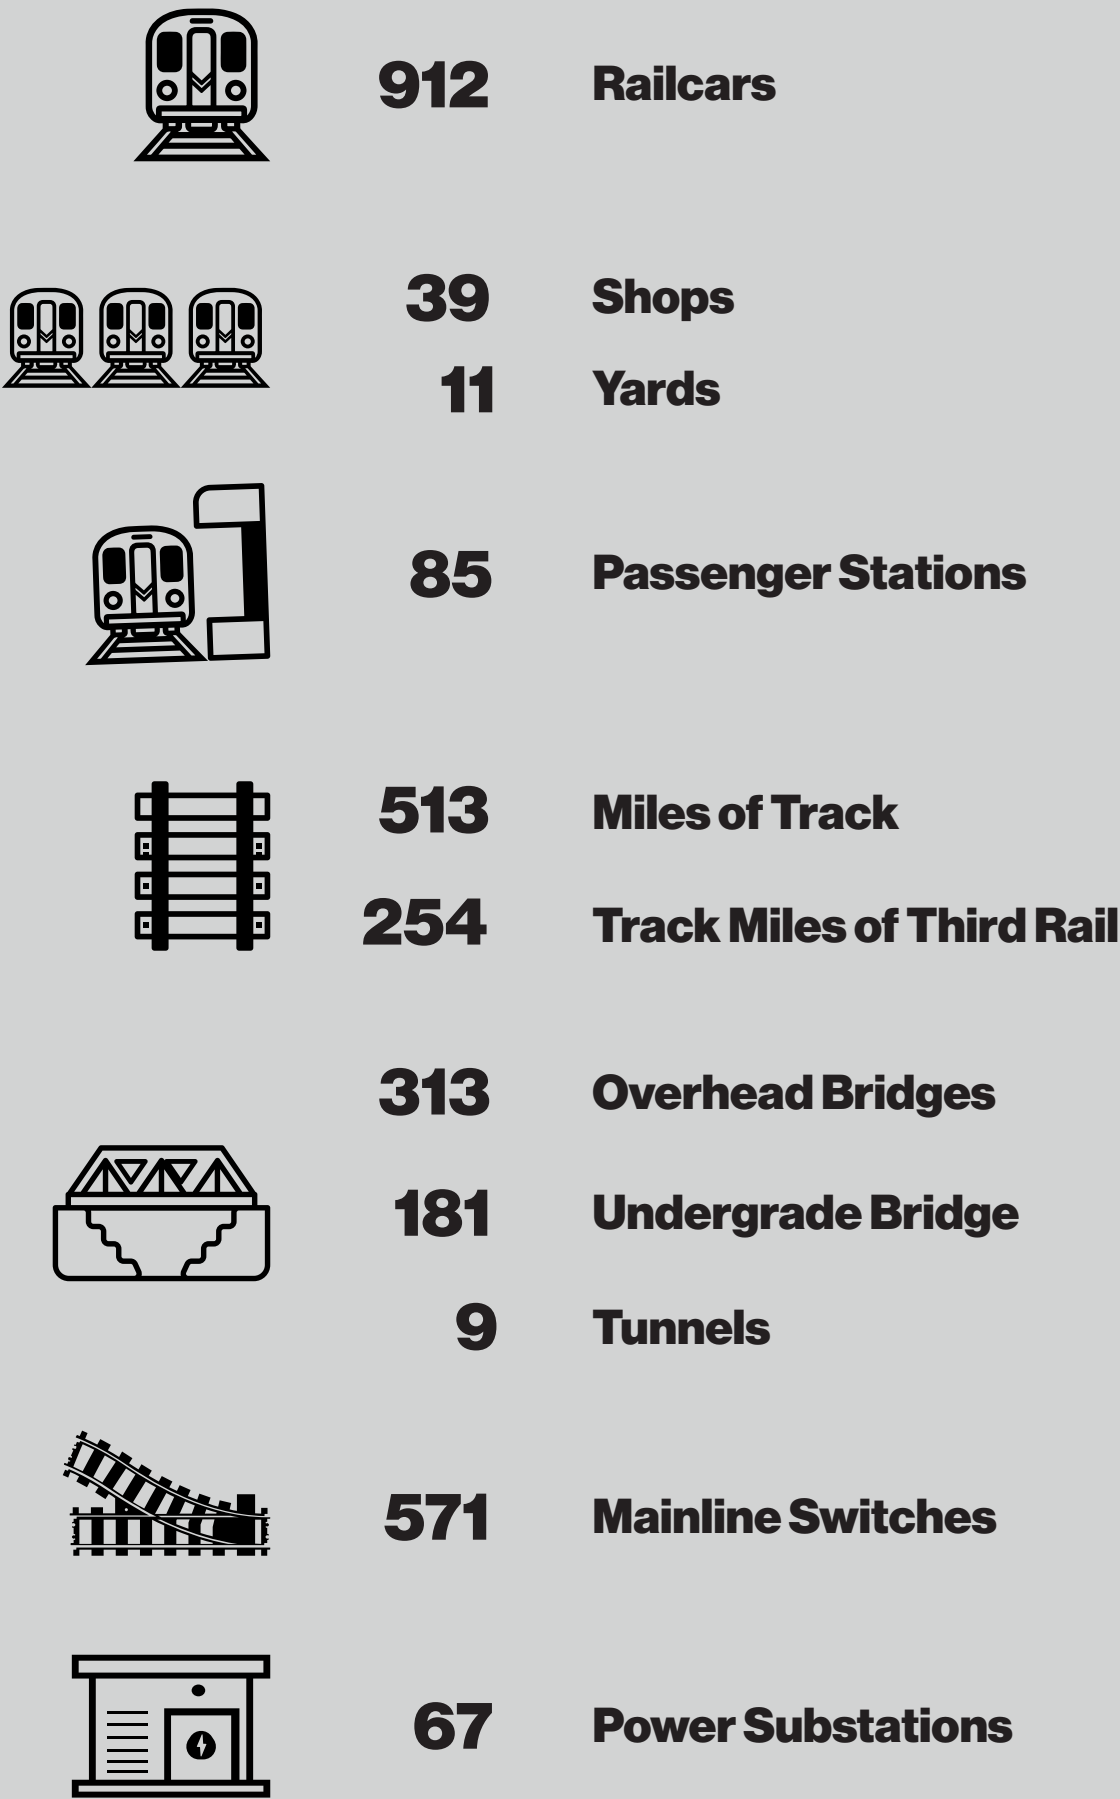 912 Railcars
39 Shops
11 Yards
85 Passenger Stations
513 Miles of Track
254 Track Miles of Third Rail
313 Overhead Bridges
181 Undergrade Bridge
9 Tunnels
571 Mainline Switches
67 Power Substations